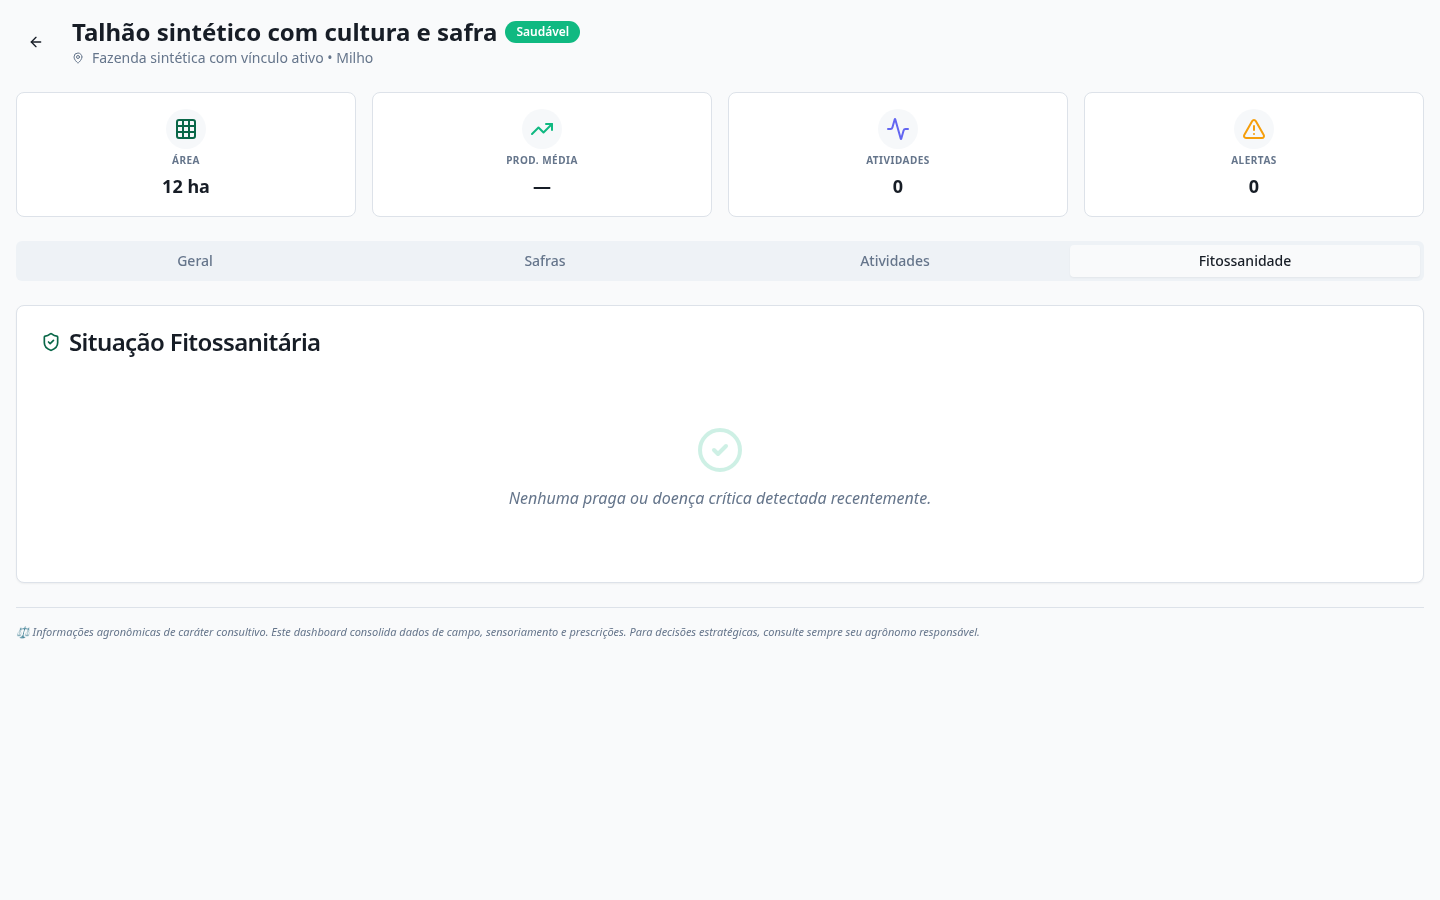 Talhão sintético com cultura e safra
Saudável
Fazenda sintética com vínculo ativo • Milho
ÁREA
12 ha
PROD. MÉDIA
—
ATIVIDADES
0
ALERTAS
0
Geral
Safras
Atividades
Fitossanidade
Situação Fitossanitária
Nenhuma praga ou doença crítica detectada recentemente.
⚖️ Informações agronômicas de caráter consultivo. Este dashboard consolida dados de campo, sensoriamento e prescrições. Para decisões estratégicas, consulte sempre seu agrônomo responsável.